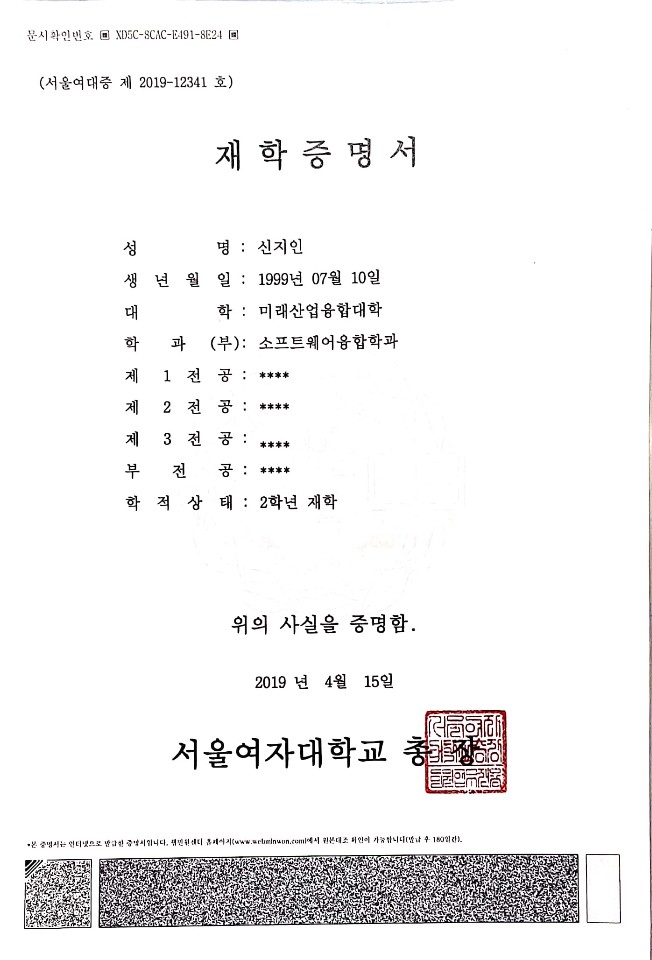 문서확인번호 ▣ XD5C-8CAC-E491-8E24 ▣
(서울여대증 제 2019-12341 호)
재학증명서
성 명 : 신지인
생 년 월 일 : 1999년 07월 10일
대 학 : 미래산업융합대학
학 과 (부): 소프트웨어융합학과
제 1 전 공 : ****
제 2 전 공 : ****
제 3 전 공 : ****
부 전 공 : ****
학 적 상 태 : 2학년 재학
위의 사실을 증명함.
2019 년 4월 15일
서울여자대학교 총 장
*본 증명서는 인터넷으로 발급된 증명서입니다. 웹민원센터 홈페이지(www.webminwon.com)에서 원본대조 확인이 가능합니다(발급 후 180일간).